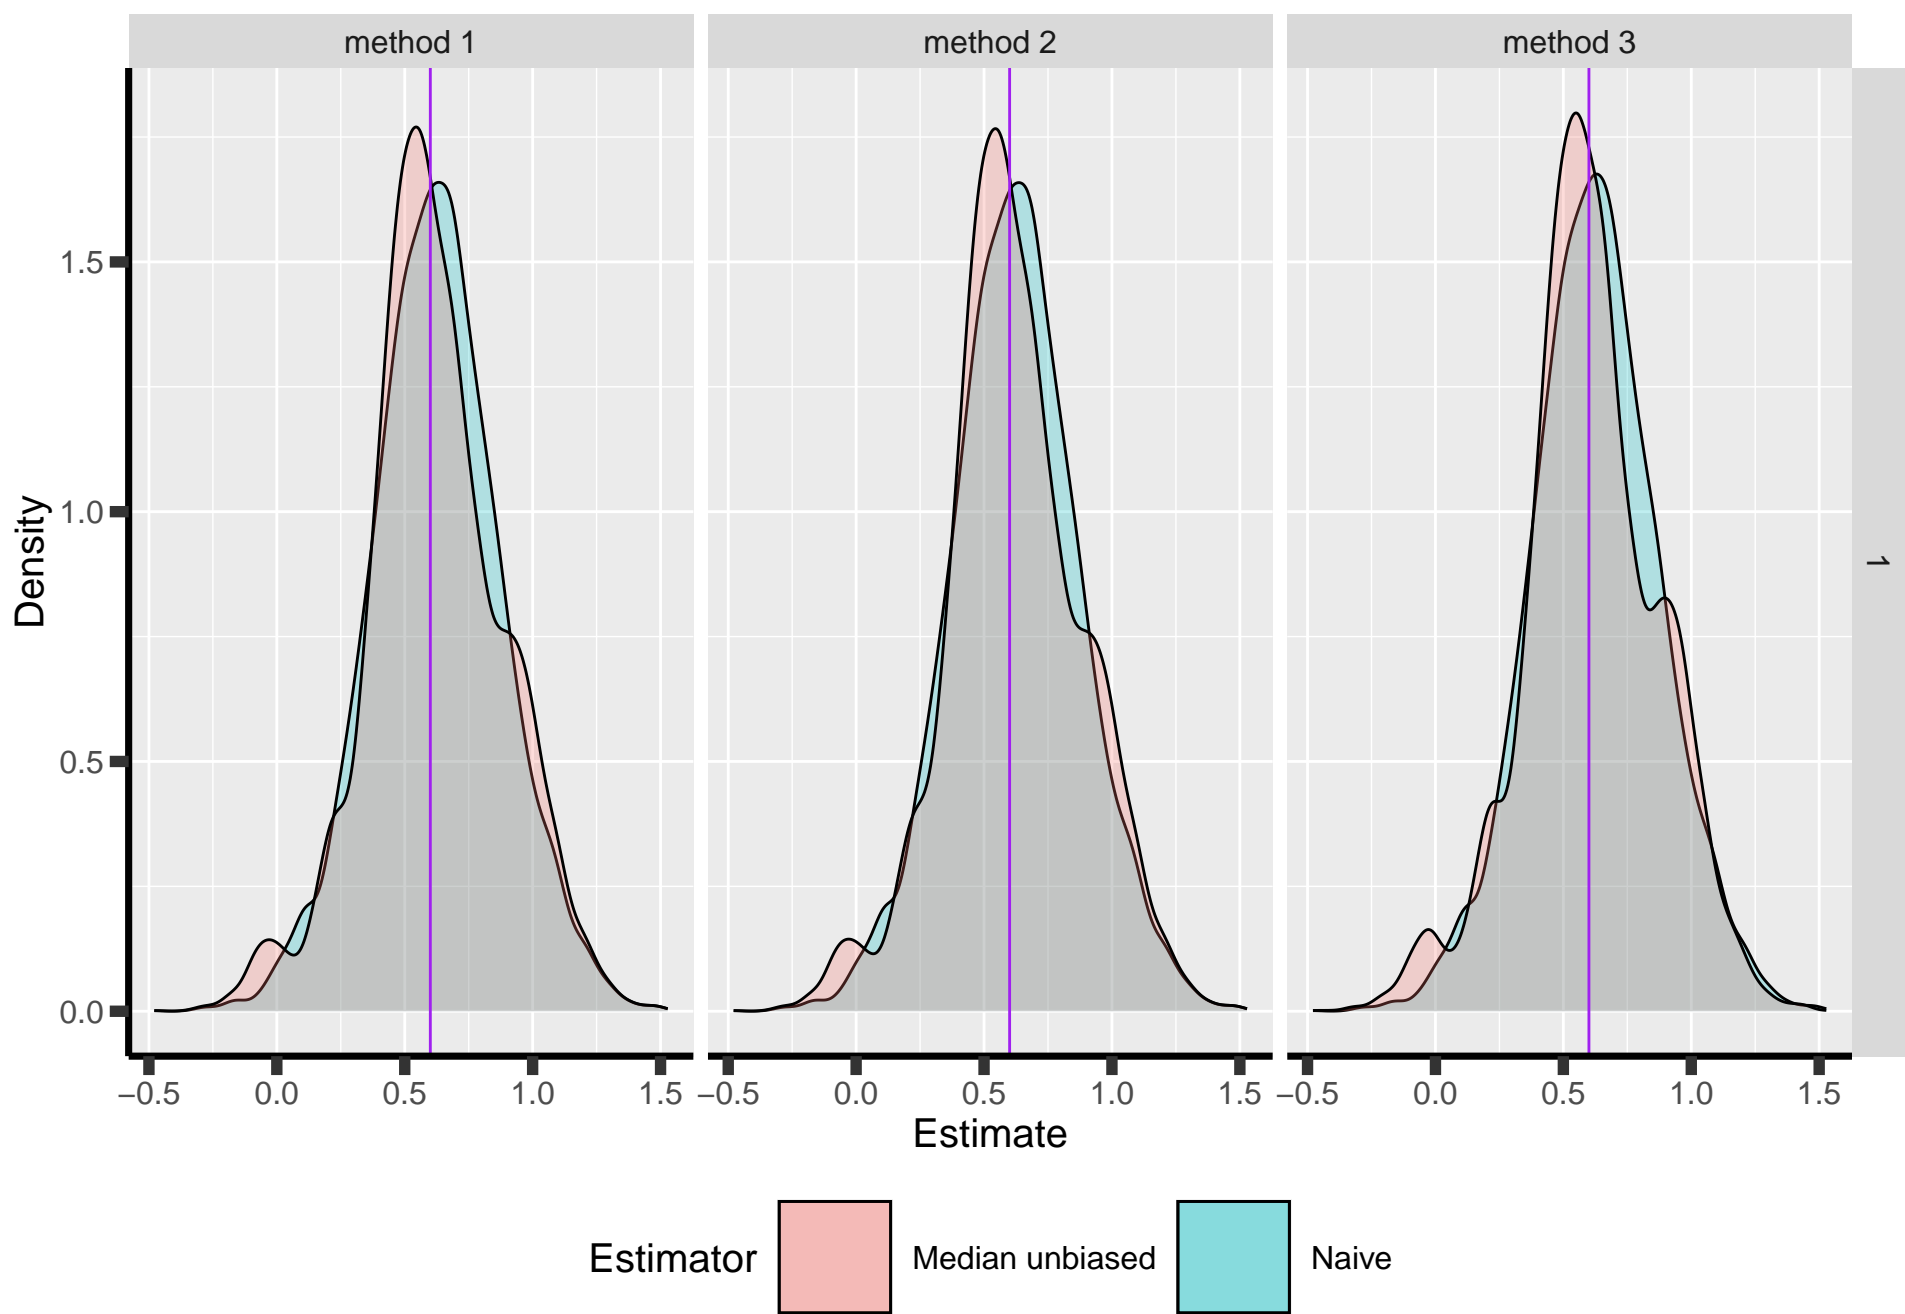 method 1 method 2 method 3
1.5
1.0
0.5
0.0
Density
1
−0.5 0.0 0.5 1.0 1.5 −0.5 0.0 0.5 1.0 1.5 −0.5 0.0 0.5 1.0 1.5
Estimate
Estimator Median unbiased Naive